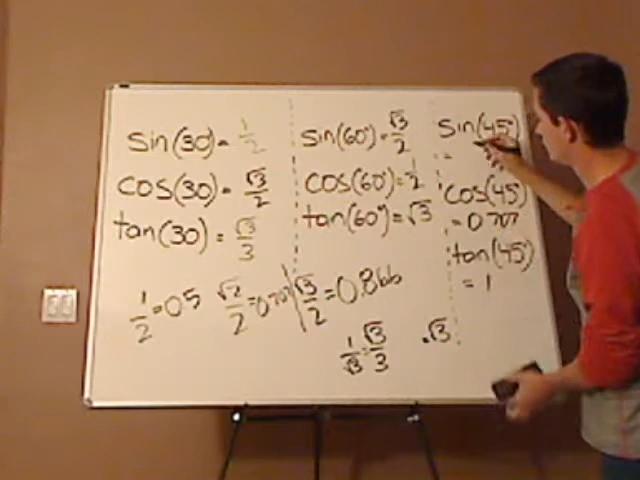 sin(30) = 1/2
cos(30) = √3/2
tan(30) = √3/3
sin(60°) = √3/2
cos(60°) = 1/2
tan(60°) = √3
sin(45°)
=
cos(45°)
= 0.707
tan(45°)
= 1
1/2 = 0.5
√2/2 = 0.707
√3/2 = 0.866
1/√3 = √3/3
.√3